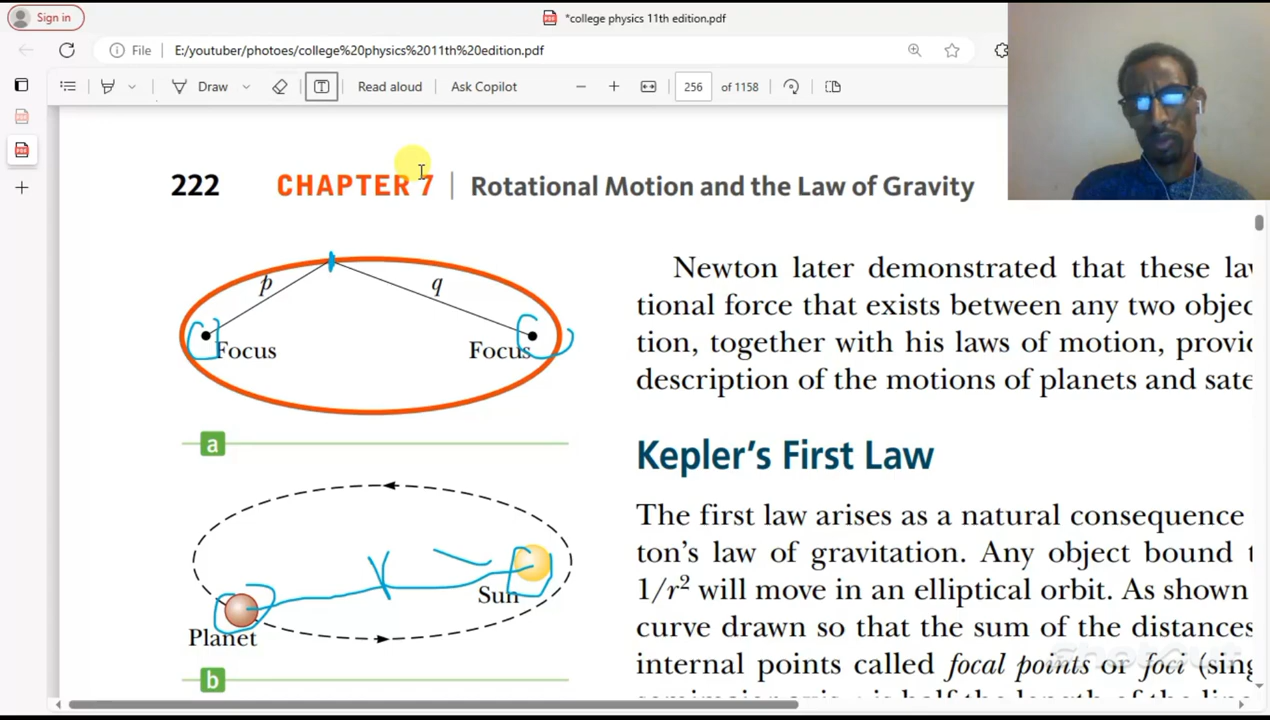 Sign in
*college physics 11th edition.pdf
File
E:/youtuber/photoes/college%20physics%2011th%20edition.pdf
Draw
Read aloud
Ask Copilot
256 of 1158
222 CHAPTER 7 | Rotational Motion and the Law of Gravity
p
q
Focus
Focus
a
Sun
Planet
b
Newton later demonstrated that these law
tional force that exists between any two objec
tion, together with his laws of motion, provid
description of the motions of planets and sate
Kepler's First Law
The first law arises as a natural consequence
ton's law of gravitation. Any object bound t
1/r² will move in an elliptical orbit. As shown
curve drawn so that the sum of the distances
internal points called focal points or foci (sing